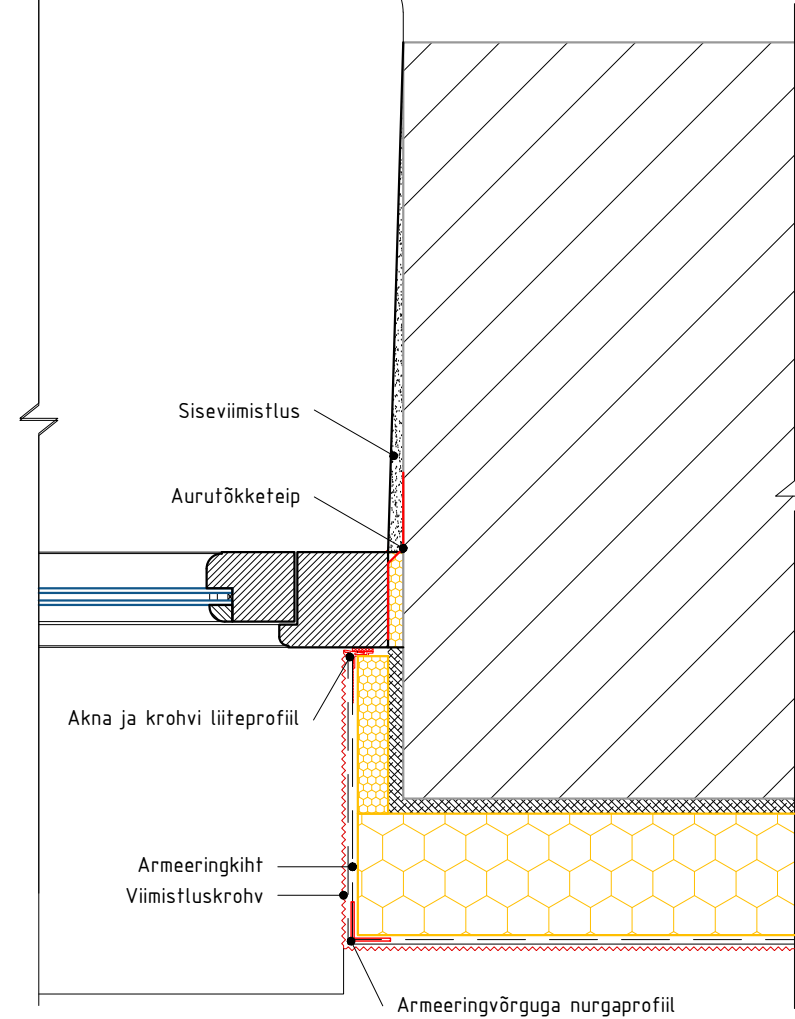 Siseviimistlus
Aurutõkketeip
Akna ja krohvi liiteprofiil
Armeeringkiht
Viimistluskrohv
Armeeringvõrguga nurgaprofiil